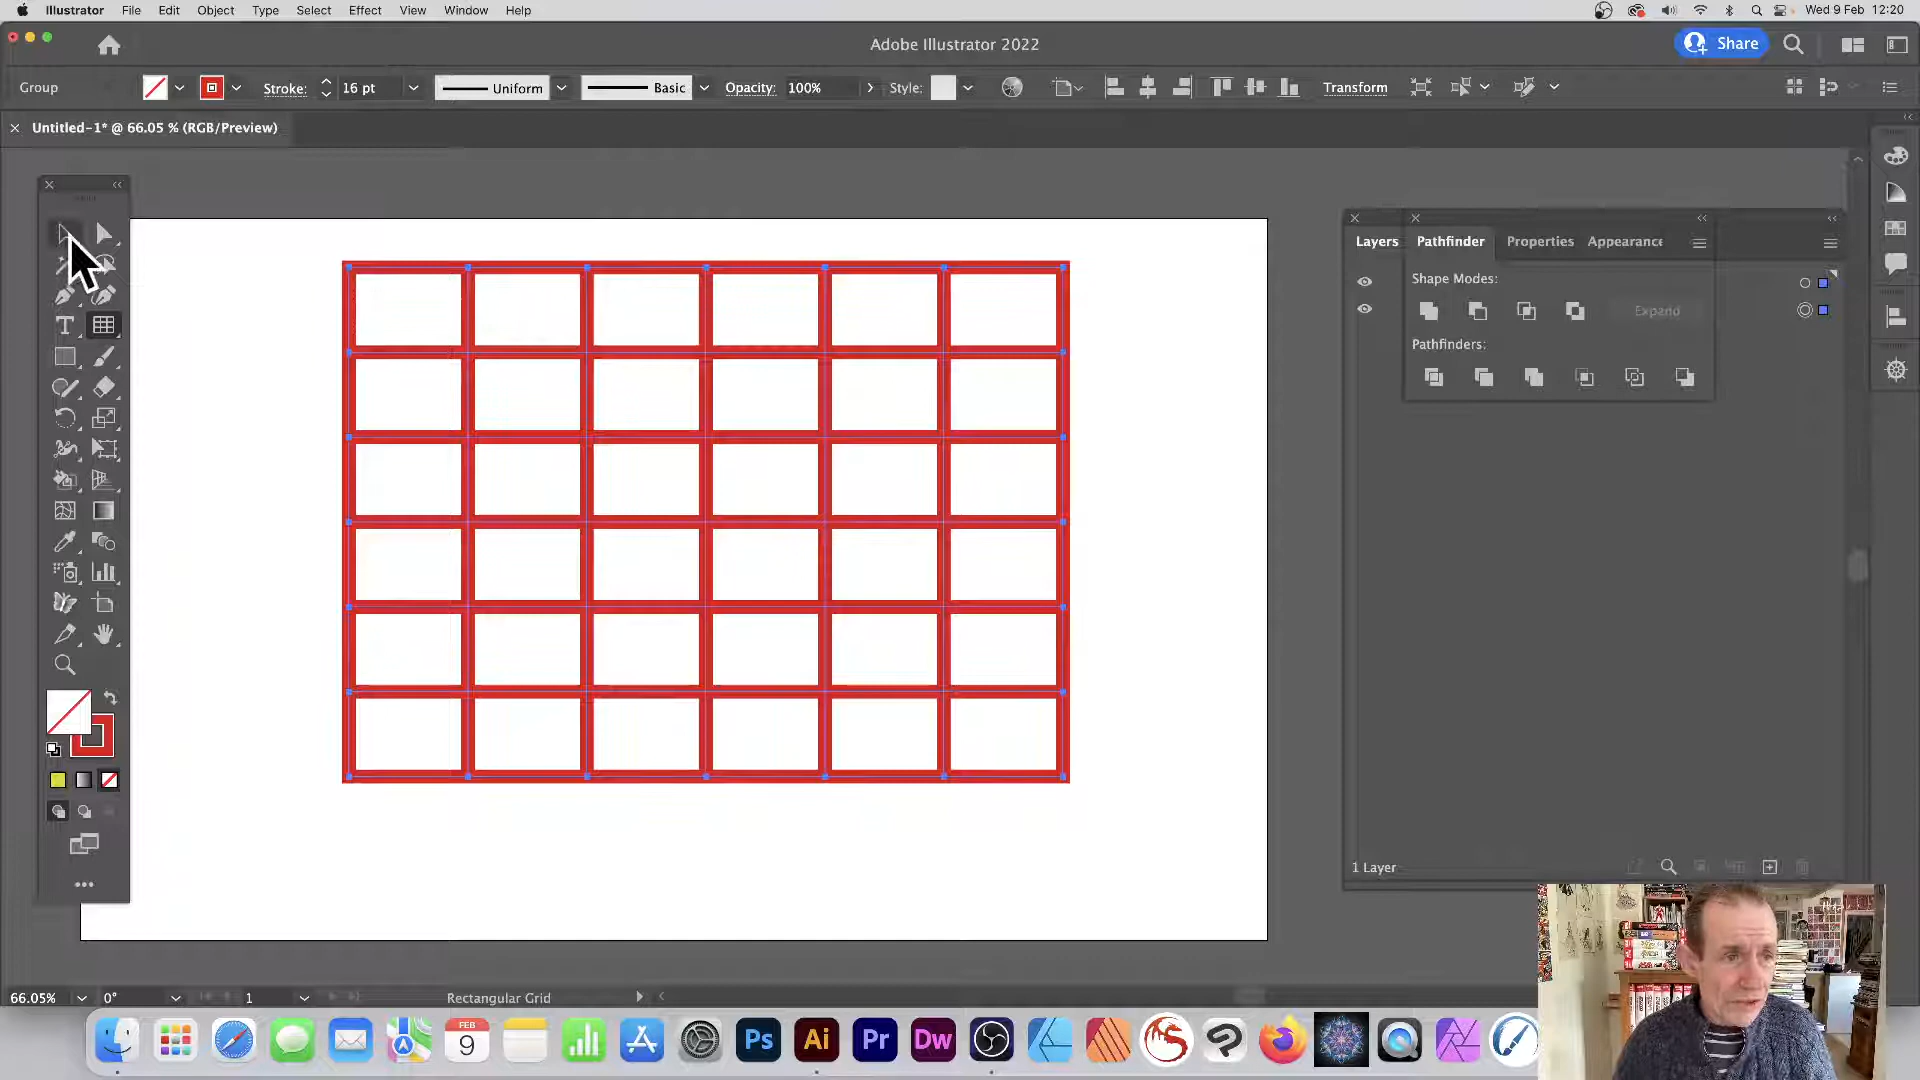 Illustrator File Edit Object Type Select Effect View Window Help Wed 9 Feb 12:20
Adobe Illustrator 2022 Share
Group Stroke: 16 pt Uniform Basic Opacity: 100% Style: Transform
Untitled-1* @ 66.05 % (RGB/Preview)
Layers Pathfinder Properties Appearance
Shape Modes:
Expand
Pathfinders:
1 Layer
66.05% 0° 1 Rectangular Grid
FEB
9 Ps Ai Pr Dw